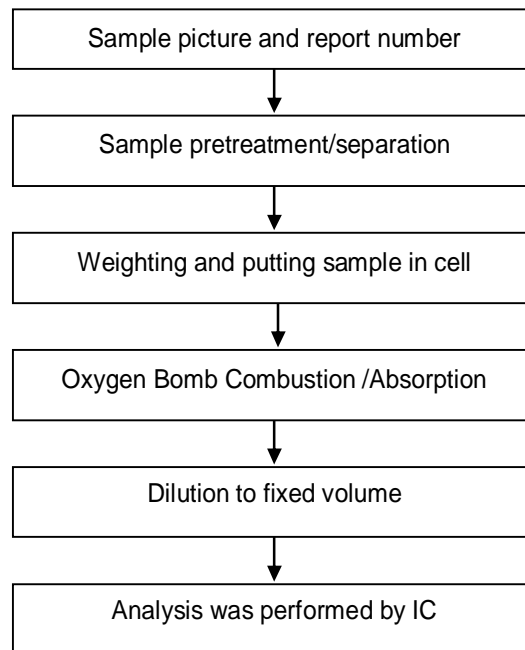 Sample picture and report number
Sample pretreatment/separation
Weighting and putting sample in cell
Oxygen Bomb Combustion /Absorption
Dilution to fixed volume
Analysis was performed by IC